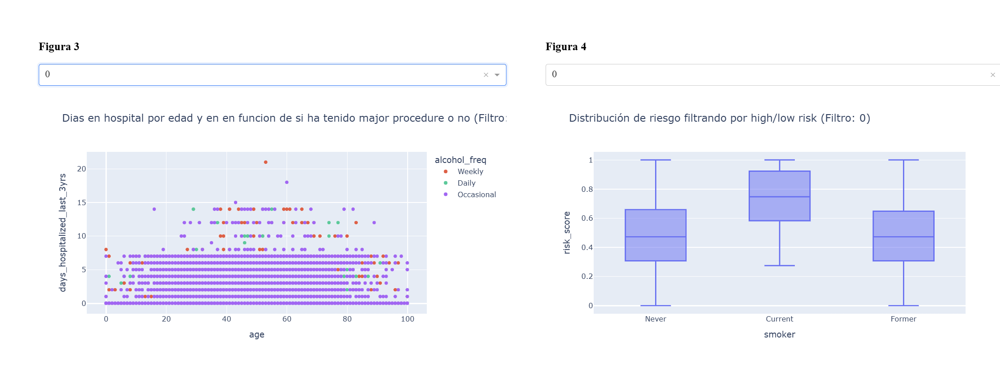 Figura 3
0
Dias en hospital por edad y en en funcion de si ha tenido major procedure o no (Filtro:
days_hospitalized_last_3yrs
20
15
10
5
0
0
20
40
60
80
100
age
alcohol_freq
Weekly
Daily
Occasional
Figura 4
0
Distribución de riesgo filtrando por high/low risk (Filtro: 0)
risk_score
1
0.8
0.6
0.4
0.2
0
Never
Current
Former
smoker